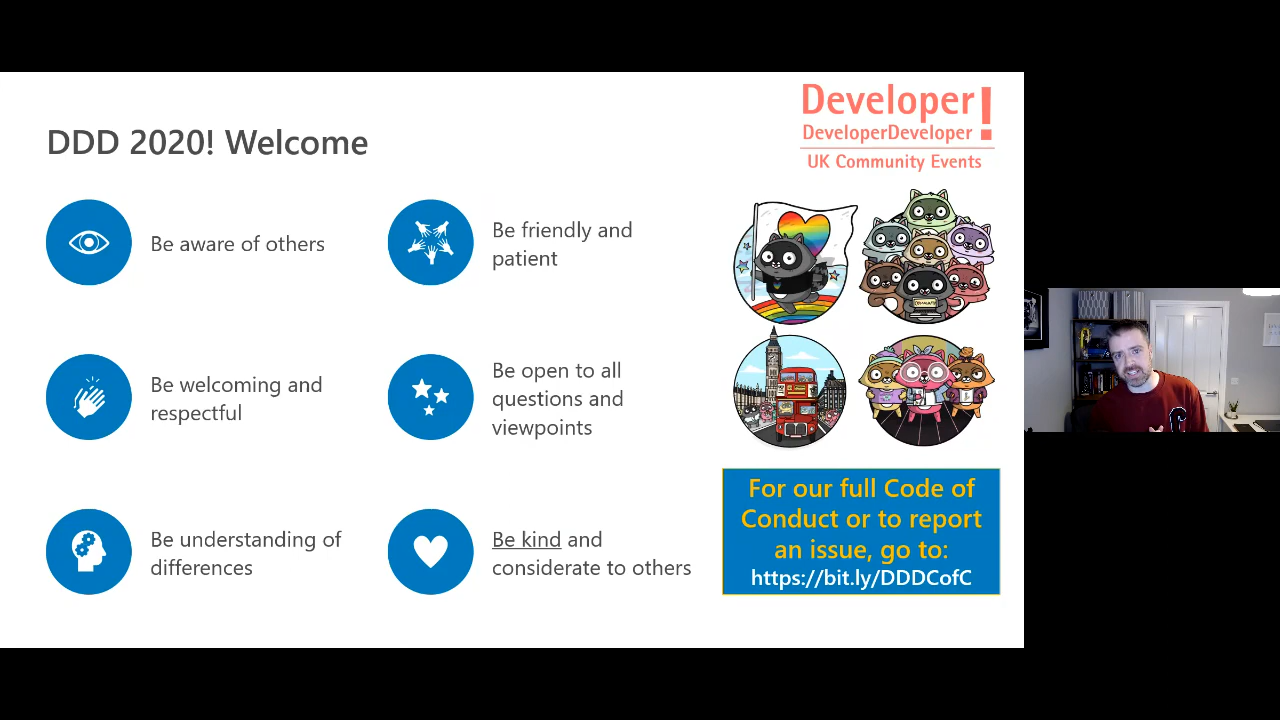 Developer!
DeveloperDeveloper
UK Community Events
DDD 2020! Welcome
Be aware of others
Be friendly and
patient
Be welcoming and
respectful
Be open to all
questions and
viewpoints
Be understanding of
differences
Be kind and
considerate to others
For our full Code of
Conduct or to report
an issue, go to:
https://bit.ly/DDDCofC